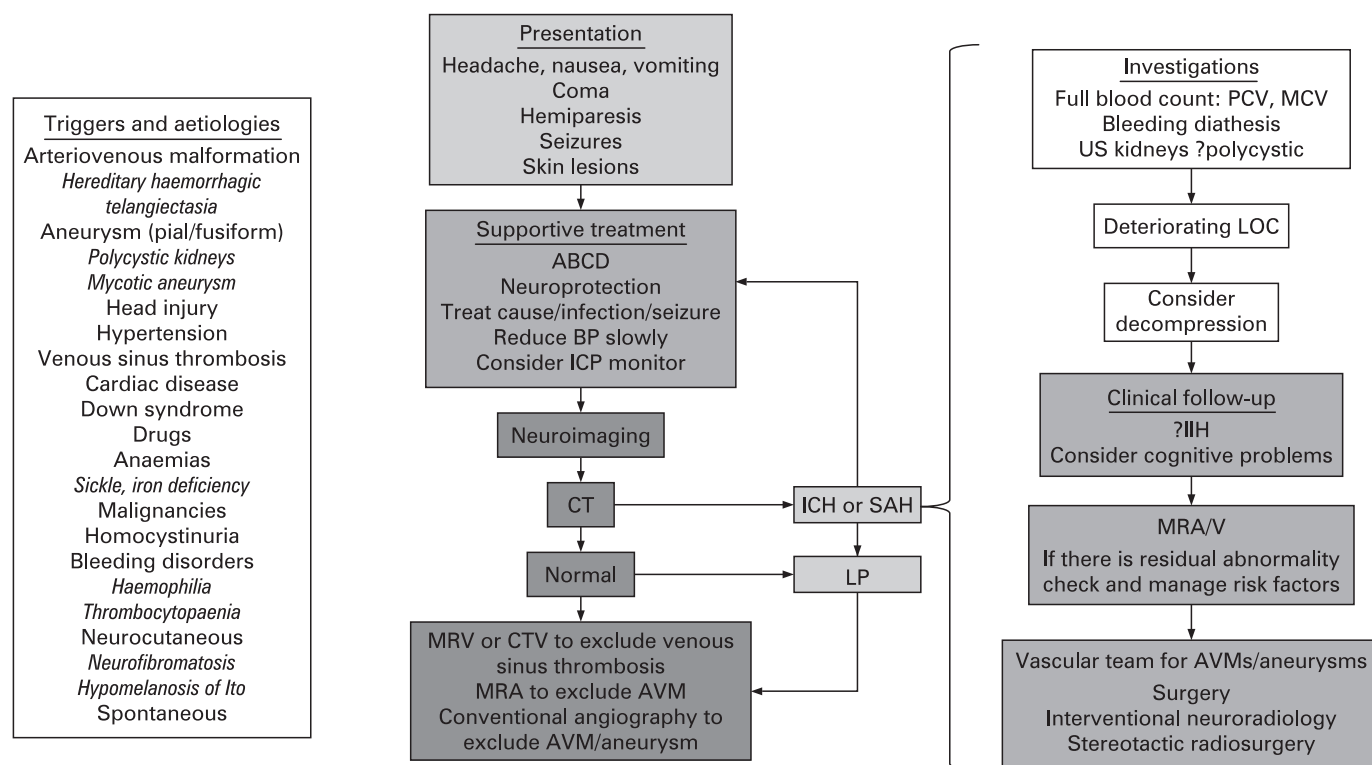 Triggers and aetiologies
Arteriovenous malformation
Hereditary haemorrhagic
telangiectasia
Aneurysm (pial/fusiform)
Polycystic kidneys
Mycotic aneurysm
Head injury
Hypertension
Venous sinus thrombosis
Cardiac disease
Down syndrome
Drugs
Anaemias
Sickle, iron deficiency
Malignancies
Homocystinuria
Bleeding disorders
Haemophilia
Thrombocytopaenia
Neurocutaneous
Neurofibromatosis
Hypomelanosis of Ito
Spontaneous
Presentation
Headache, nausea, vomiting
Coma
Hemiparesis
Seizures
Skin lesions
Supportive treatment
ABCD
Neuroprotection
Treat cause/infection/seizure
Reduce BP slowly
Consider ICP monitor
Neuroimaging
CT
ICH or SAH
Normal
LP
MRV or CTV to exclude venous
sinus thrombosis
MRA to exclude AVM
Conventional angiography to
exclude AVM/aneurysm
Investigations
Full blood count: PCV, MCV
Bleeding diathesis
US kidneys ?polycystic
Deteriorating LOC
Consider
decompression
Clinical follow-up
?IIH
Consider cognitive problems
MRA/V
If there is residual abnormality
check and manage risk factors
Vascular team for AVMs/aneurysms
Surgery
Interventional neuroradiology
Stereotactic radiosurgery